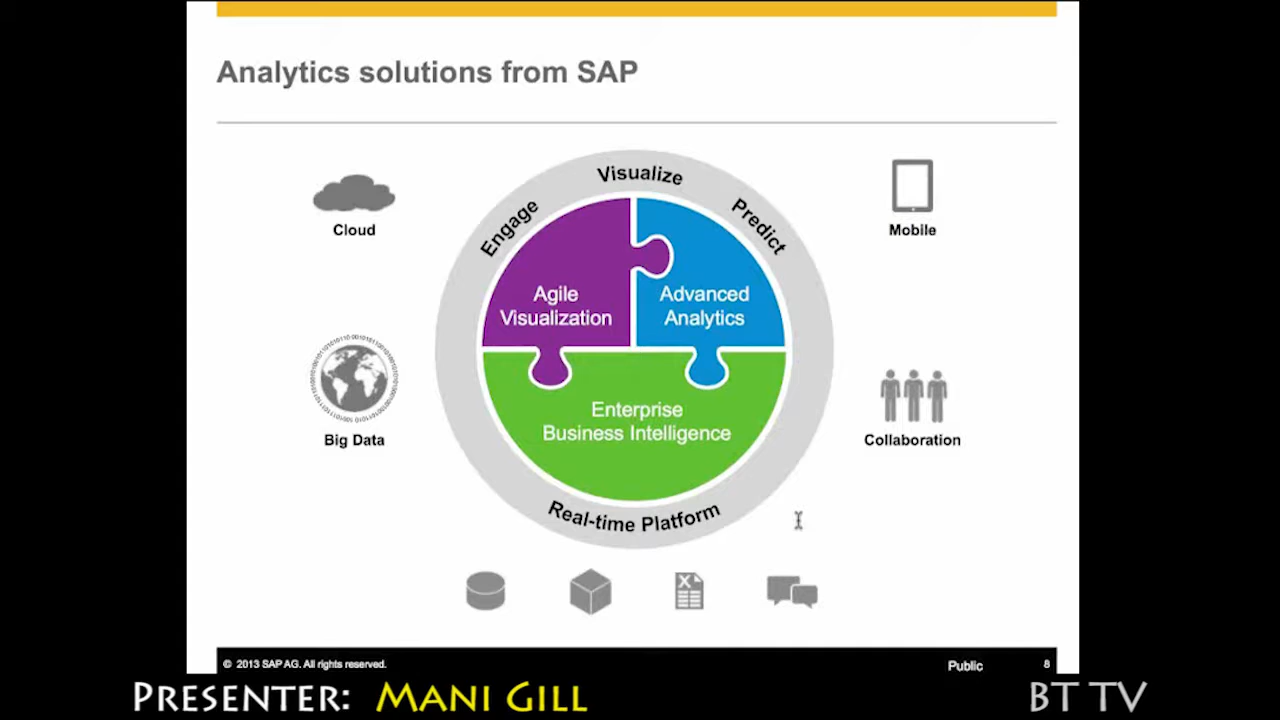 Analytics solutions from SAP
Visualize
Engage
Predict
Cloud
Mobile
Agile
Visualization
Advanced
Analytics
Big Data
Enterprise
Business Intelligence
Collaboration
Real-time Platform
© 2013 SAP AG. All rights reserved.
Public
8
PRESENTER: MANI GILL
BT TV